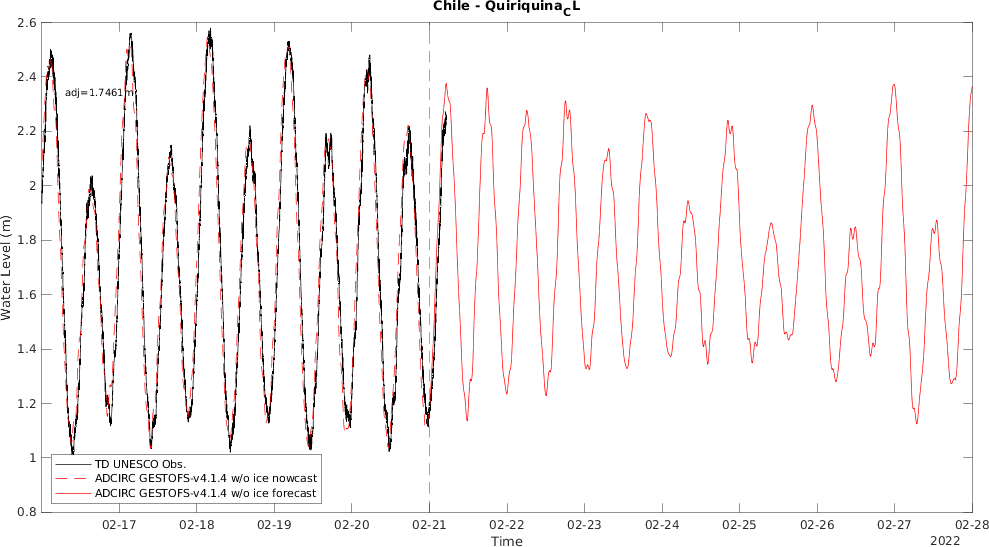 Chile - Quiriquina_CL
2.6
2.4
adj=1.7461m
2.2
2
1.8
Water Level (m)
1.6
1.4
1.2
1
TD UNESCO Obs.
ADCIRC GESTOFS-v4.1.4 w/o ice nowcast
ADCIRC GESTOFS-v4.1.4 w/o ice forecast
0.8
02-17 02-18 02-19 02-20 02-21 02-22 02-23 02-24 02-25 02-26 02-27 02-28
Time
2022